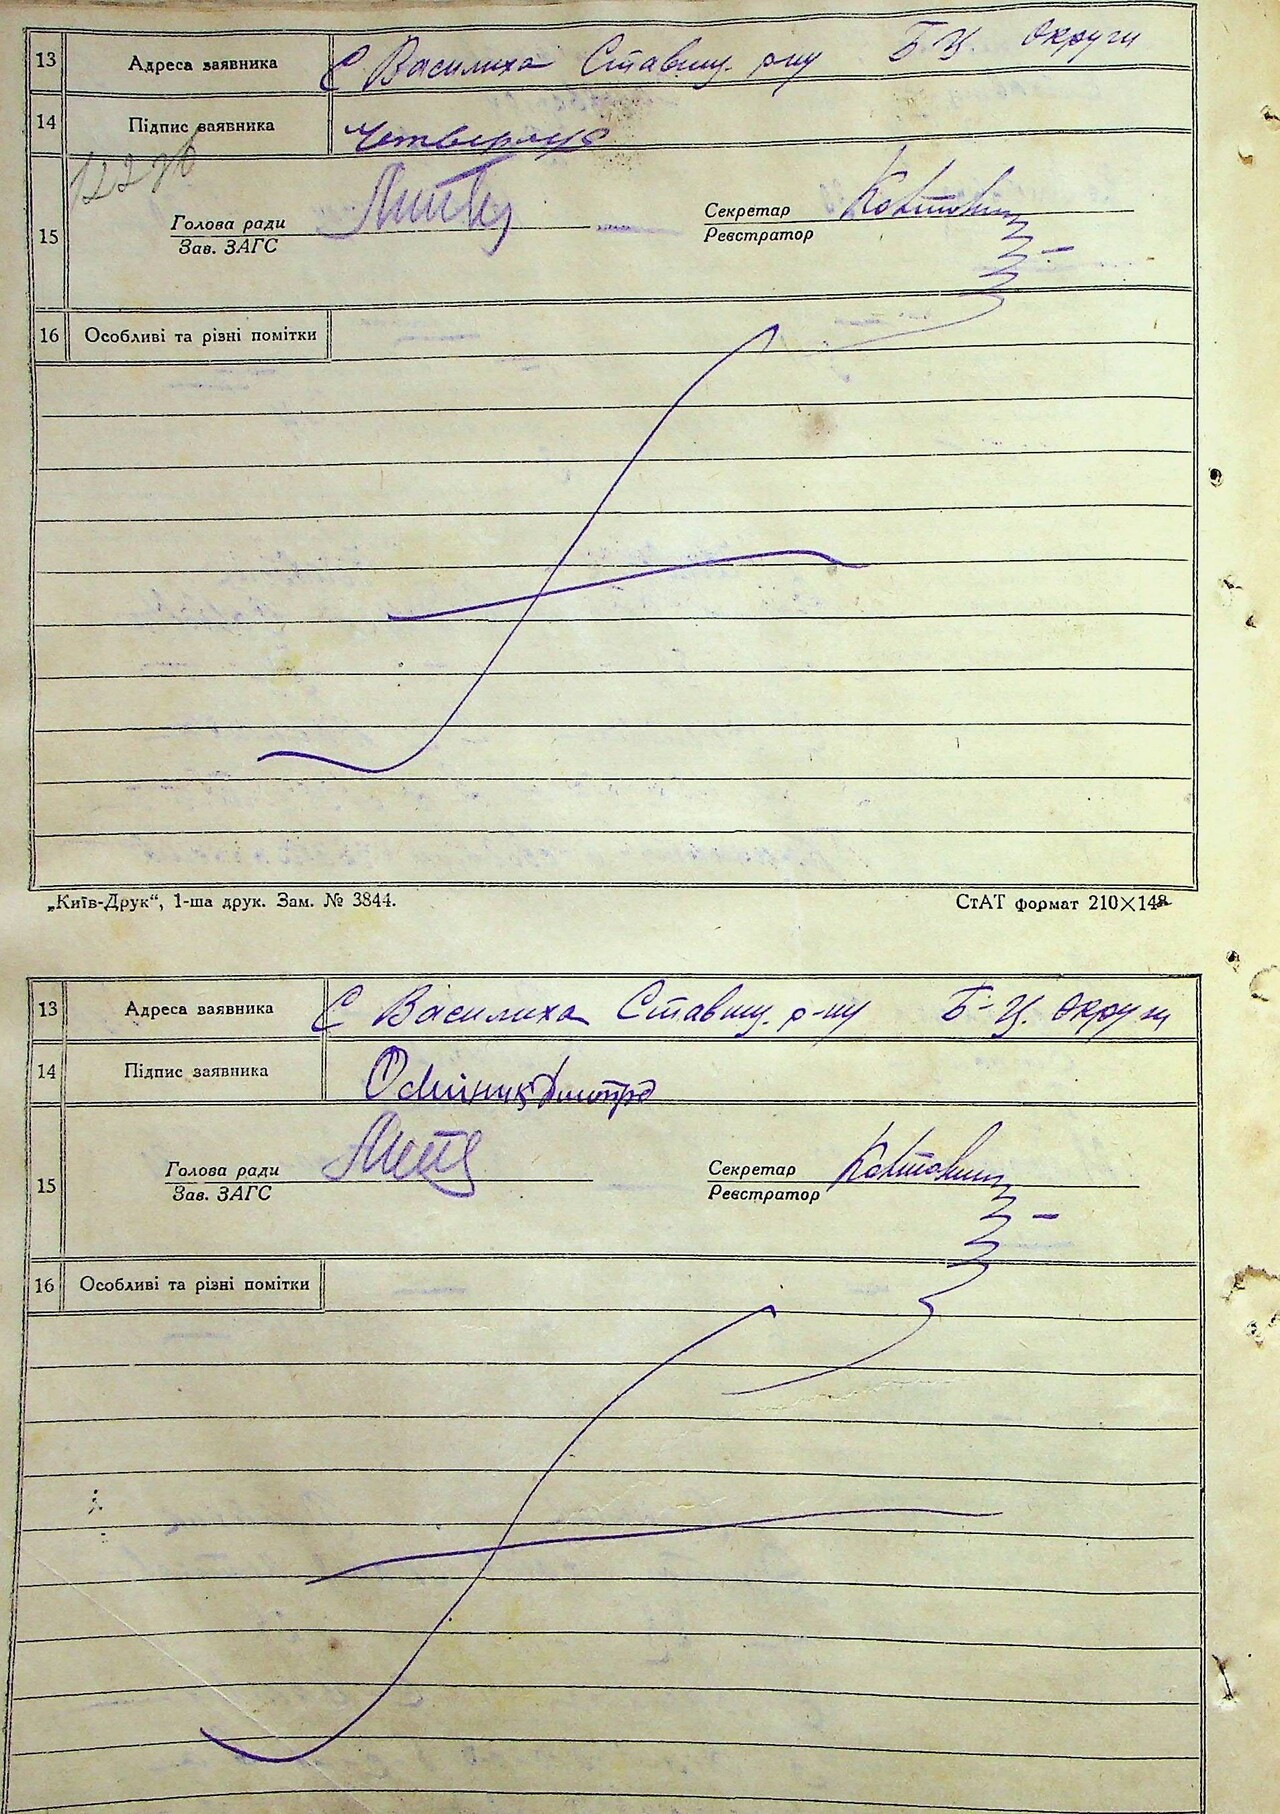 13 Адреса заявника С Василиха Ставищ. р-ну Б-Ц. Округи
14 Підпис заявника
15 Голова ради Секретар
Зав. ЗАГС Реєстратор
16 Особливі та різні помітки
„Київ-Друк“, 1-ша друк. Зам. № 3844. СтАТ формат 210×148
13 Адреса заявника С Василиха Ставищ. р-ну Б-Ц. Округи
14 Підпис заявника Олійник Дмитро
15 Голова ради Секретар
Зав. ЗАГС Реєстратор
16 Особливі та різні помітки